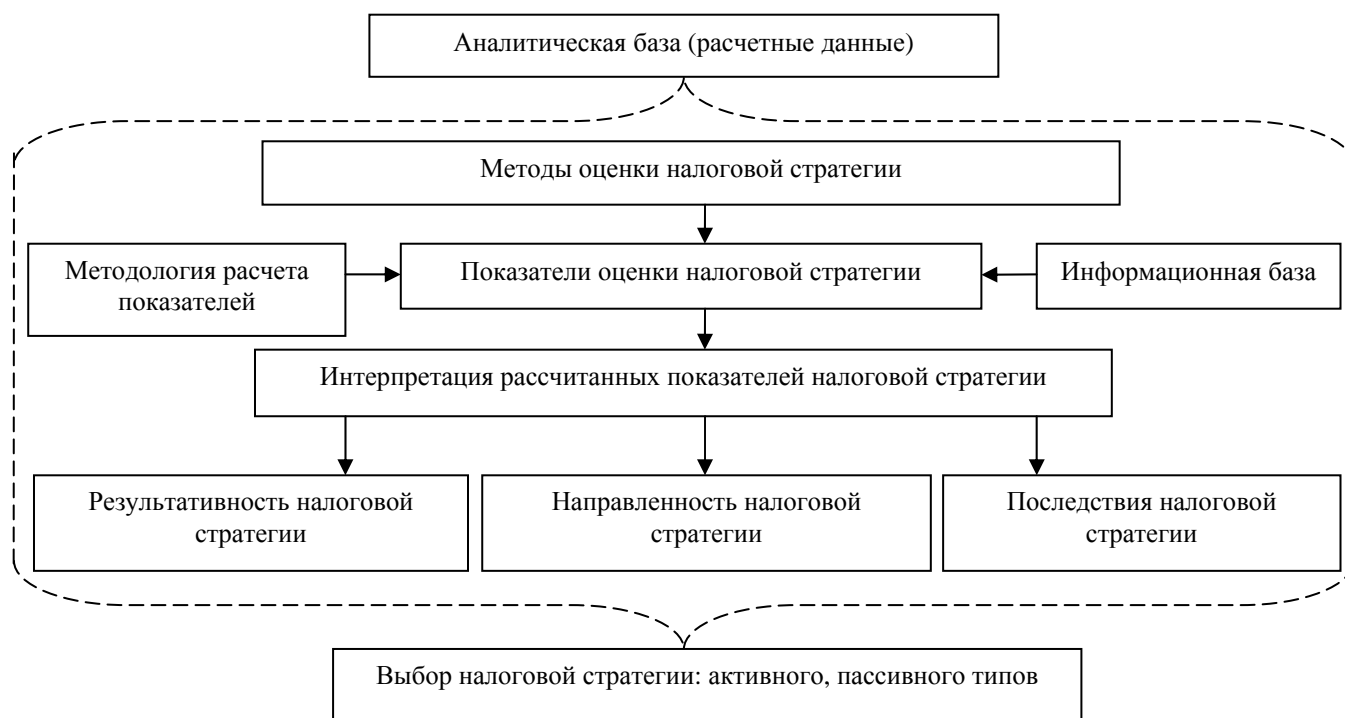 Аналитическая база (расчетные данные)
Методы оценки налоговой стратегии
Методология расчета
показателей
Показатели оценки налоговой стратегии
Информационная база
Интерпретация рассчитанных показателей налоговой стратегии
Результативность налоговой
стратегии
Направленность налоговой
стратегии
Последствия налоговой
стратегии
Выбор налоговой стратегии: активного, пассивного типов